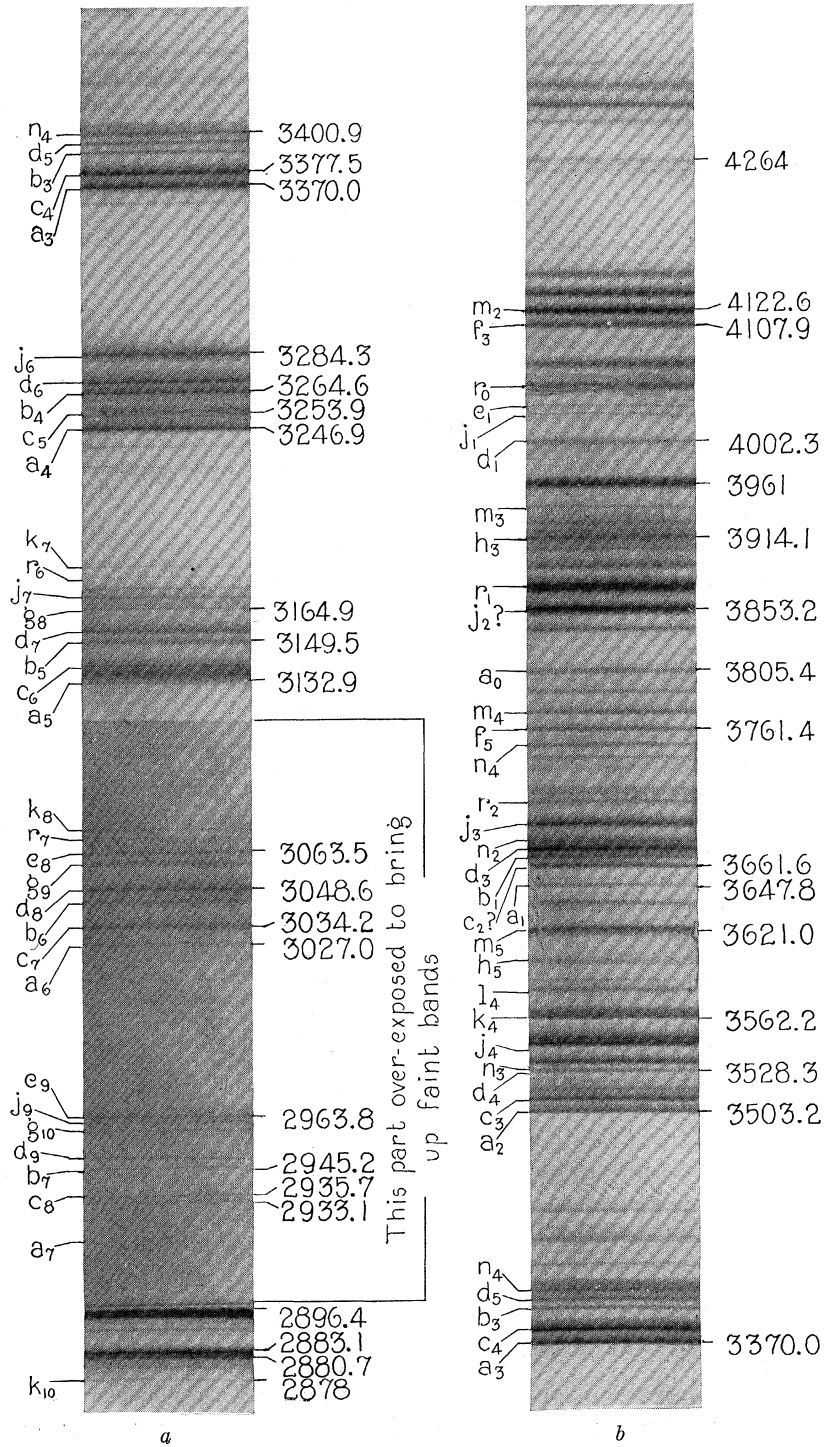 n4
3400.9
d5
b3
3377.5
c4
3370.0
a3
j6
3284.3
d6
3264.6
b4
3253.9
c5
3246.9
a4
k7
r6
j7
g8
3164.9
d7
3149.5
b5
c6
3132.9
a5
k8
r7
e8
3063.5
g9
3048.6
d8
b6
3034.2
c7
3027.0
a6
This part over-exposed to bring
up faint bands
e9
j9
2963.8
g10
d9
2945.2
b7
2935.7
c8
2933.1
a7
2896.4
2883.1
2880.7
k10
2878
a
4264
m2
4122.6
f3
4107.9
r0
e1
j1
4002.3
d1
3961
m3
h3
3914.1
r1
j2?
3853.2
a0
3805.4
m4
f5
3761.4
n4
r2
j3
n2
d3
3661.6
b1
3647.8
c2?
a1
m5
3621.0
h5
l4
k4
3562.2
j4
n3
3528.3
d4
c3
3503.2
a2
n4
d5
b3
c4
3370.0
a3
b